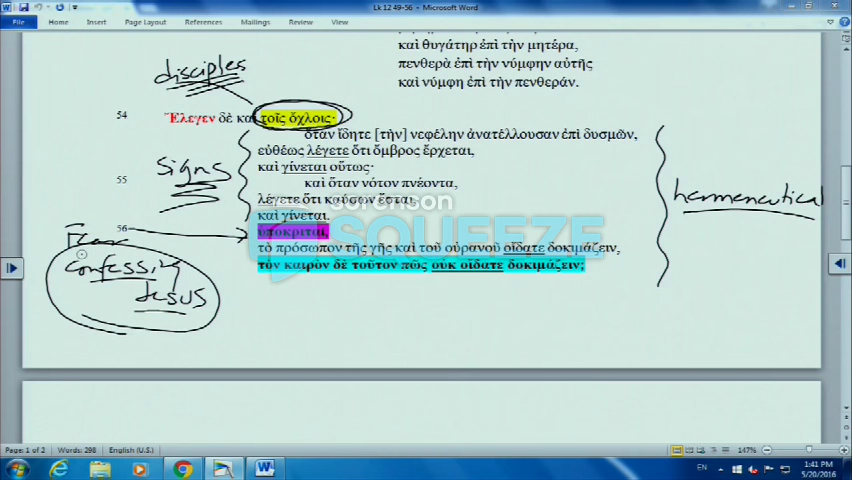 Lk 12 49-56 - Microsoft Word
File Home Insert Page Layout References Mailings Review View
καὶ θυγάτηρ ἐπὶ τὴν μητέρα,
πενθερὰ ἐπὶ τὴν νύμφην αὐτῆς
καὶ νύμφη ἐπὶ τὴν πενθεράν.
disciples
54 Ἔλεγεν δὲ καὶ τοῖς ὄχλοις·
ὅταν ἴδητε [τὴν] νεφέλην ἀνατέλλουσαν ἐπὶ δυσμῶν,
εὐθέως λέγετε ὅτι ὄμβρος ἔρχεται,
καὶ γίνεται οὕτως·
signs
55 καὶ ὅταν νότον πνέοντα,
λέγετε ὅτι καύσων ἔσται,
καὶ γίνεται.
hermeneutical
56 ὑποκριταί,
τὸ πρόσωπον τῆς γῆς καὶ τοῦ οὐρανοῦ οἴδατε δοκιμάζειν,
τὸν καιρὸν δὲ τοῦτον πῶς οὐκ οἴδατε δοκιμάζειν;
Fear
confessing
Jesus
sorenson
SQUEEZE
Page: 1 of 2 Words: 298 English (U.S.) 147%
EN 1:41 PM
5/20/2016